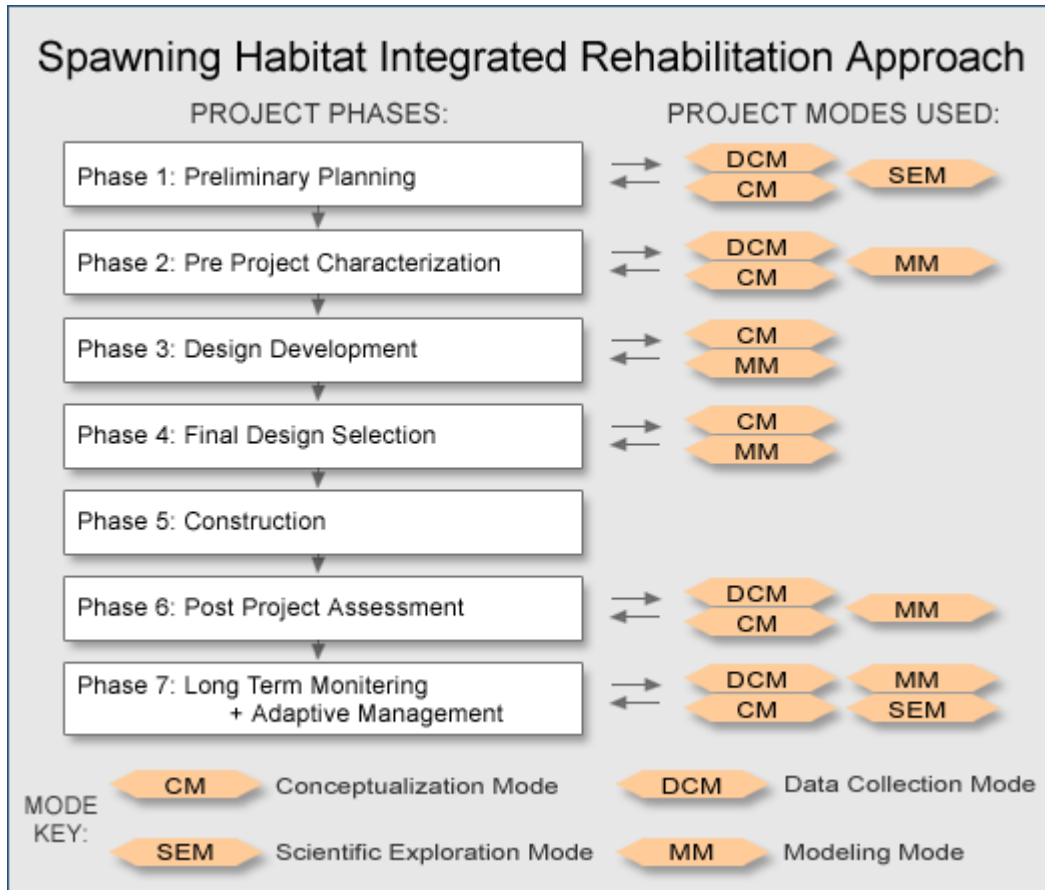 Spawning Habitat Integrated Rehabilitation Approach
PROJECT PHASES:
PROJECT MODES USED:
Phase 1: Preliminary Planning
DCM
CM
SEM
Phase 2: Pre Project Characterization
DCM
CM
MM
Phase 3: Design Development
CM
MM
Phase 4: Final Design Selection
CM
MM
Phase 5: Construction
Phase 6: Post Project Assessment
DCM
CM
MM
Phase 7: Long Term Monitering
+ Adaptive Management
DCM
MM
CM
SEM
MODE
KEY:
CM
Conceptualization Mode
DCM
Data Collection Mode
SEM
Scientific Exploration Mode
MM
Modeling Mode